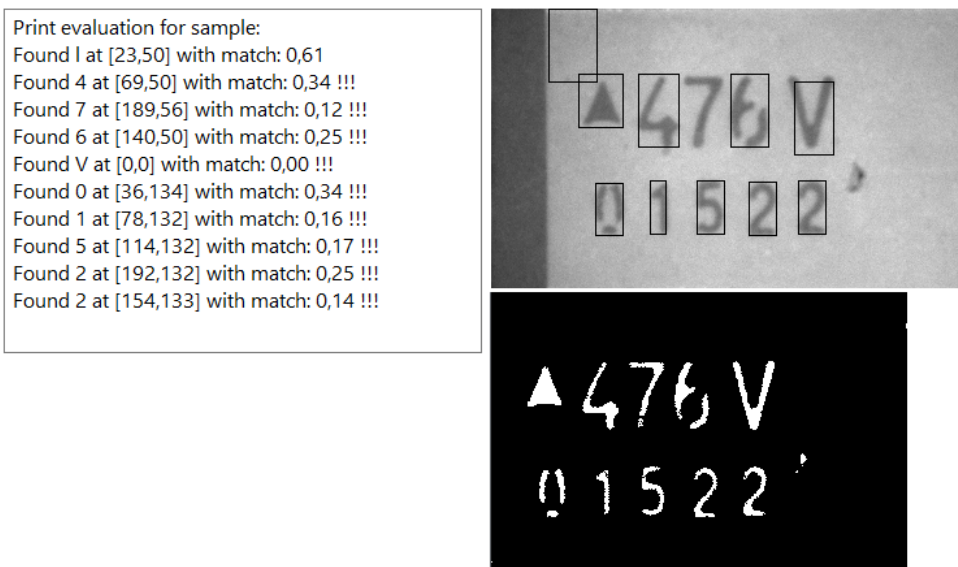 Print evaluation for sample:
Found l at [23,50] with match: 0,61
Found 4 at [69,50] with match: 0,34 !!!
Found 7 at [189,56] with match: 0,12 !!!
Found 6 at [140,50] with match: 0,25 !!!
Found V at [0,0] with match: 0,00 !!!
Found 0 at [36,134] with match: 0,34 !!!
Found 1 at [78,132] with match: 0,16 !!!
Found 5 at [114,132] with match: 0,17 !!!
Found 2 at [192,132] with match: 0,25 !!!
Found 2 at [154,133] with match: 0,14 !!!
▲476V
01522
▲476V
01522